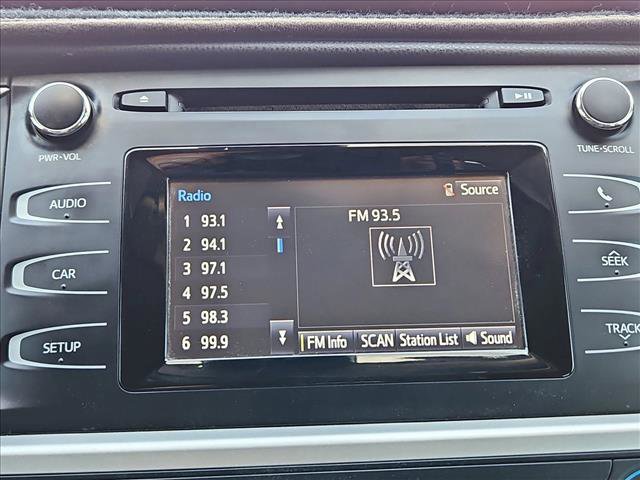 PWR•VOL
TUNE•SCROLL
AUDIO
CAR
SETUP
Radio
Source
1 93.1
2 94.1
3 97.1
4 97.5
5 98.3
6 99.9
FM 93.5
FM Info
SCAN
Station List
Sound
SEEK
TRACK